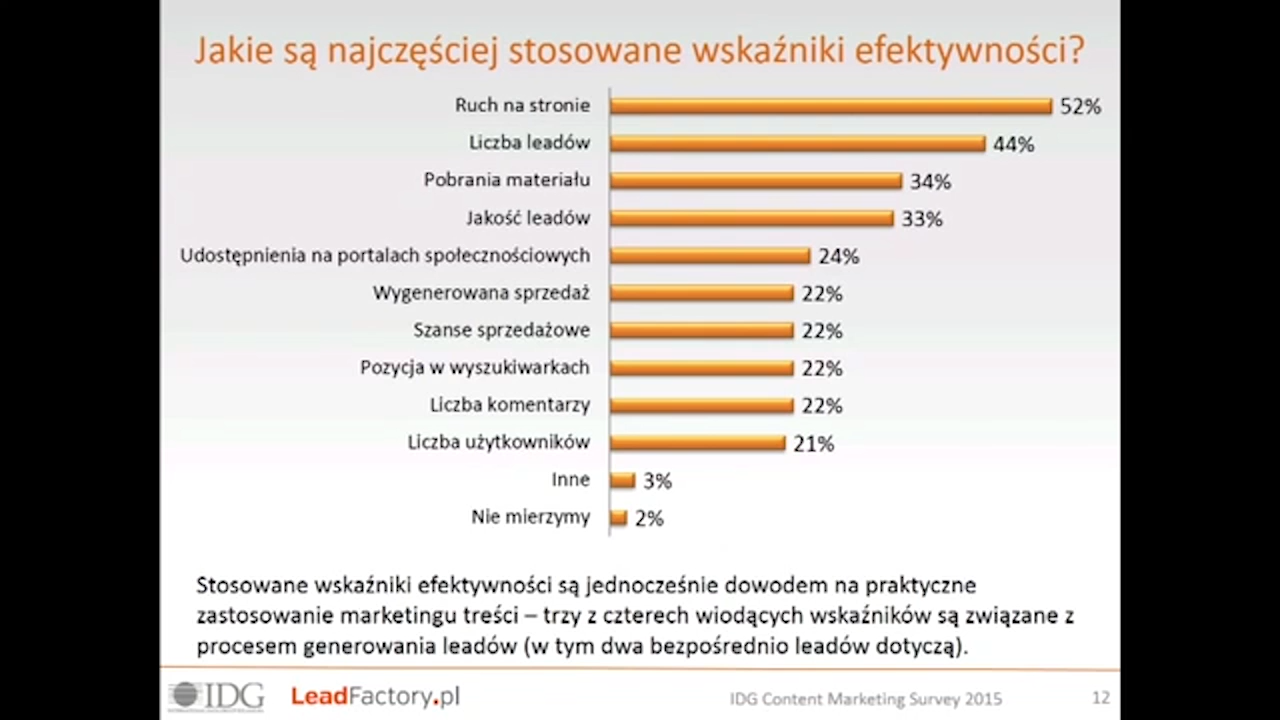 Jakie są najczęściej stosowane wskaźniki efektywności?
Ruch na stronie 52%
Liczba leadów 44%
Pobrania materiału 34%
Jakość leadów 33%
Udostępnienia na portalach społecznościowych 24%
Wygenerowana sprzedaż 22%
Szanse sprzedażowe 22%
Pozycja w wyszukiwarkach 22%
Liczba komentarzy 22%
Liczba użytkowników 21%
Inne 3%
Nie mierzymy 2%
Stosowane wskaźniki efektywności są jednocześnie dowodem na praktyczne
zastosowanie marketingu treści – trzy z czterech wiodących wskaźników są związane z
procesem generowania leadów (w tym dwa bezpośrednio leadów dotyczą).
IDG LeadFactory.pl IDG Content Marketing Survey 2015 12